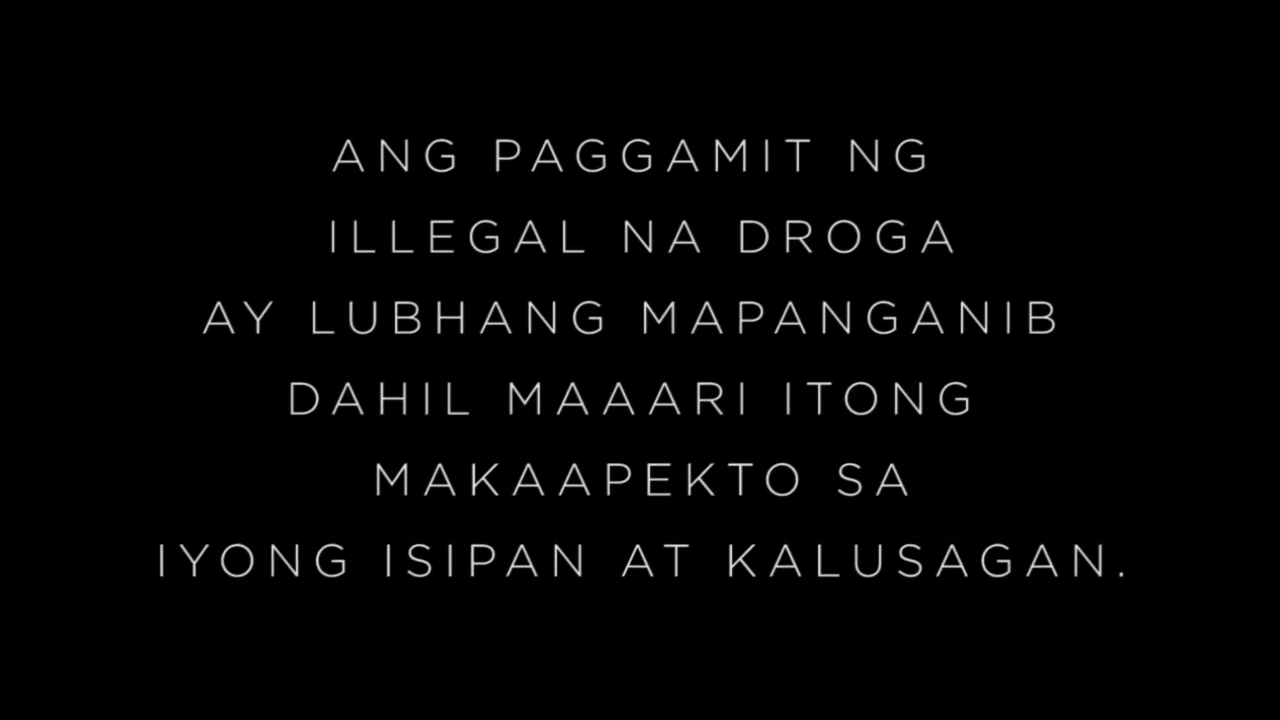 ANG PAGGAMIT NG
ILLEGAL NA DROGA
AY LUBHANG MAPANGANIB
DAHIL MAAARI ITONG
MAKAAPEKTO SA
IYONG ISIPAN AT KALUSAGAN.